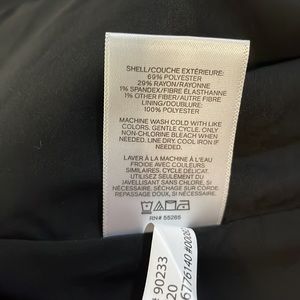 SHELL/COUCHE EXTÉRIEURE:
69% POLYESTER
29% RAYON/RAYONNE
1% SPANDEX/FIBRE ÉLASTHANNE
1% OTHER FIBER/AUTRE FIBRE
LINING/DOUBLURE:
100% POLYESTER
MACHINE WASH COLD WITH LIKE
COLORS. GENTLE CYCLE. ONLY
NON-CHLORINE BLEACH WHEN
NEEDED. LINE DRY. COOL IRON IF
NEEDED.
LAVER À LA MACHINE À L'EAU
FROIDE AVEC COULEURS
SIMILAIRES. CYCLE DÉLICAT.
UTILISER SEULEMENT DU
JAVELLISANT SANS CHLORE SI
NÉCESSAIRE. SÉCHAGE SUR CORDE.
REPASSAGE DOUX, SI NÉCESSAIRE.
RN# 55285
# 90233